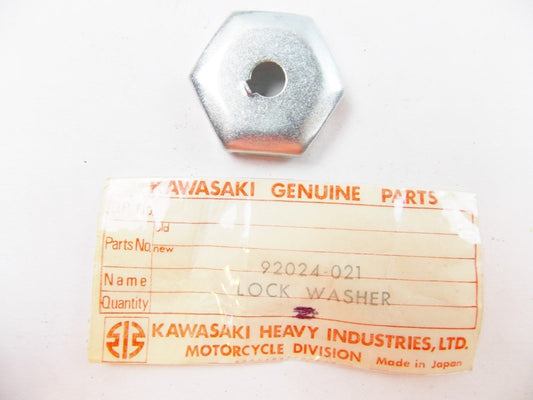 KAWASAKI GENUINE PARTS
old
Parts No. new
92024-021
Name LOCK WASHER
Quantity
KAWASAKI HEAVY INDUSTRIES, LTD.
MOTORCYCLE DIVISION Made in Japan